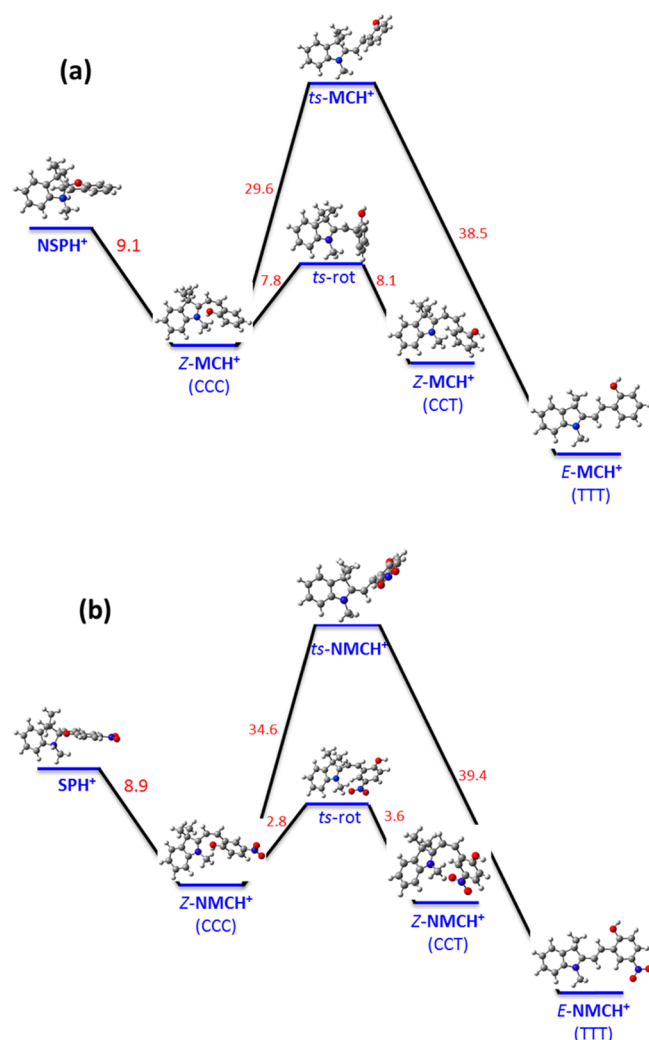 (a)
ts-MCH+
29.6
38.5
NSPH+
9.1
ts-rot
7.8
8.1
Z-MCH+
(CCC)
Z-MCH+
(CCT)
E-MCH+
(TTT)
(b)
ts-NMCH+
34.6
39.4
SPH+
8.9
ts-rot
2.8
3.6
Z-NMCH+
(CCC)
Z-NMCH+
(CCT)
E-NMCH+
(TTT)